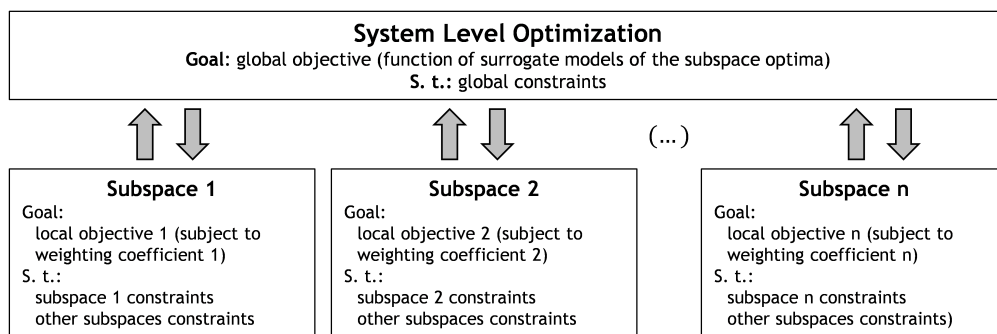 System Level Optimization
Goal: global objective (function of surrogate models of the subspace optima)
S. t.: global constraints
(...)
Subspace 1
Goal:
local objective 1 (subject to
weighting coefficient 1)
S. t.:
subspace 1 constraints
other subspaces constraints
Subspace 2
Goal:
local objective 2 (subject to
weighting coefficient 2)
S. t.:
subspace 2 constraints
other subspaces constraints
Subspace n
Goal:
local objective n (subject to
weighting coefficient n)
S. t.:
subspace n constraints
other subspaces constraints)